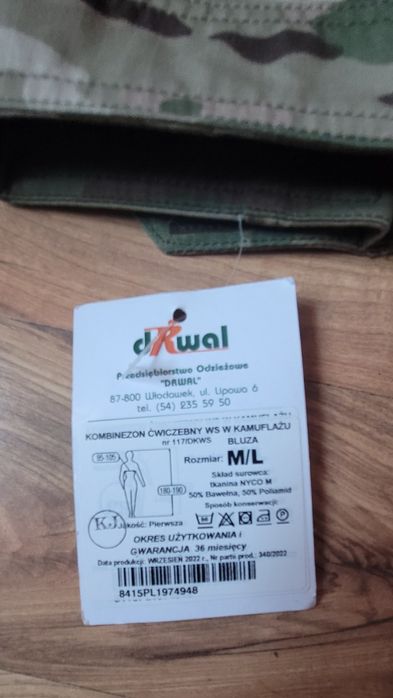 dRwal
Przedsiębiorstwo Odzieżowe
"DRWAL"
87-800 Włocławek, ul. Lipowa 6
tel. (54) 235 59 50
W KAMUFLAŻU
KOMBINEZON ĆWICZEBNY WS W KAMUFLAŻU
nr 117/DKWS BLUZA
Rozmiar: M/L
95-105
180-190
Skład surowca:
tkanina NYCO M
50% Bawełna, 50% Poliamid
Sposób konserwacji:
KJ Jakość: Pierwsza
OKRES UŻYTKOWANIA i
GWARANCJA 36 miesięcy
Data produkcji: WRZESIEŃ 2022 r., Nr partii prod.: 340/2022
8415PL1974948